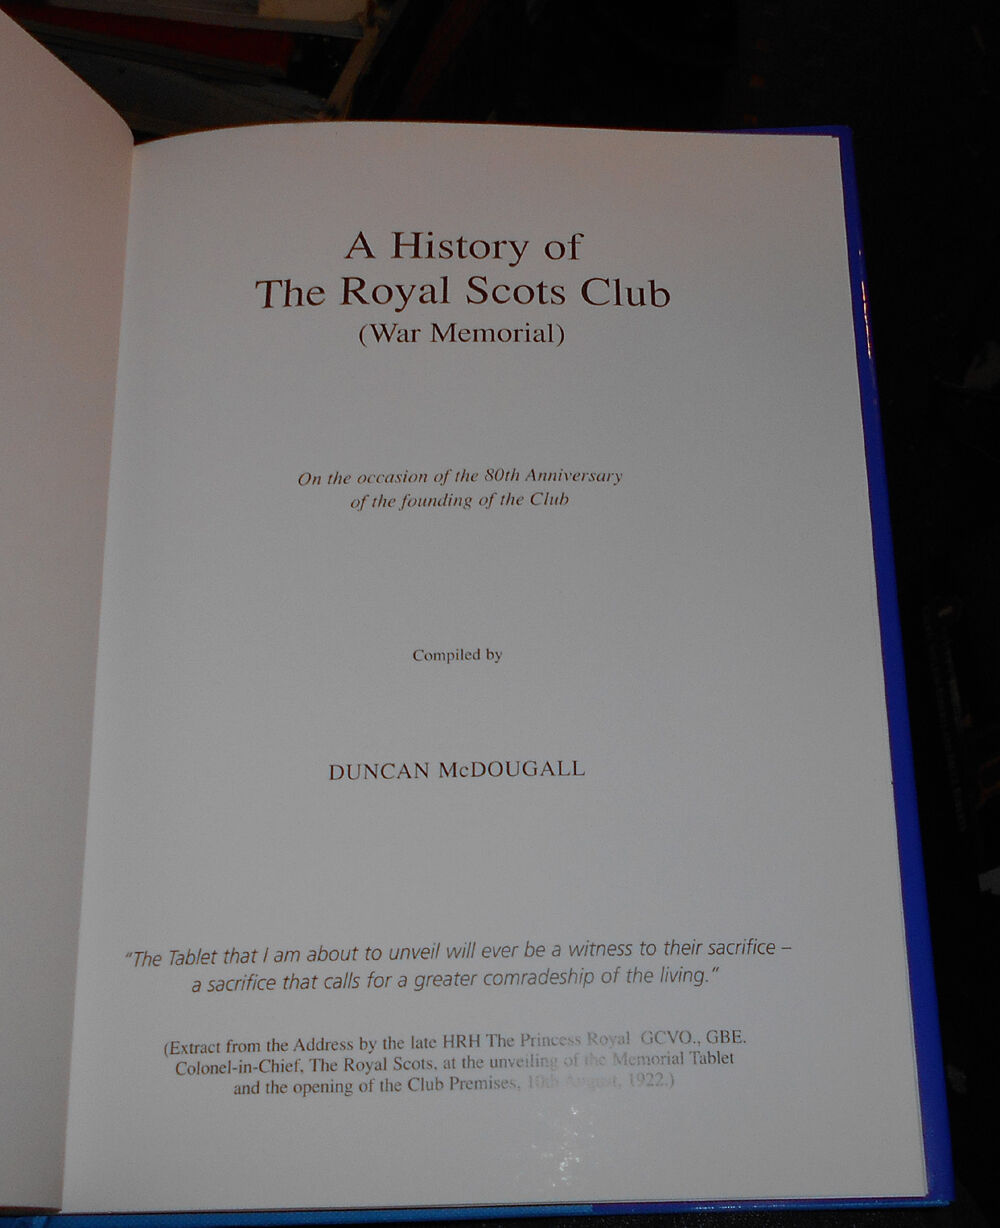 A History of
The Royal Scots Club
(War Memorial)
On the occasion of the 80th Anniversary
of the founding of the Club
Compiled by
DUNCAN McDOUGALL
"The Tablet that I am about to unveil will ever be a witness to their sacrifice –
a sacrifice that calls for a greater comradeship of the living."
(Extract from the Address by the late HRH The Princess Royal GCVO., GBE.
Colonel-in-Chief, The Royal Scots, at the unveiling of the Memorial Tablet
and the opening of the Club Premises, 10th August, 1922.)